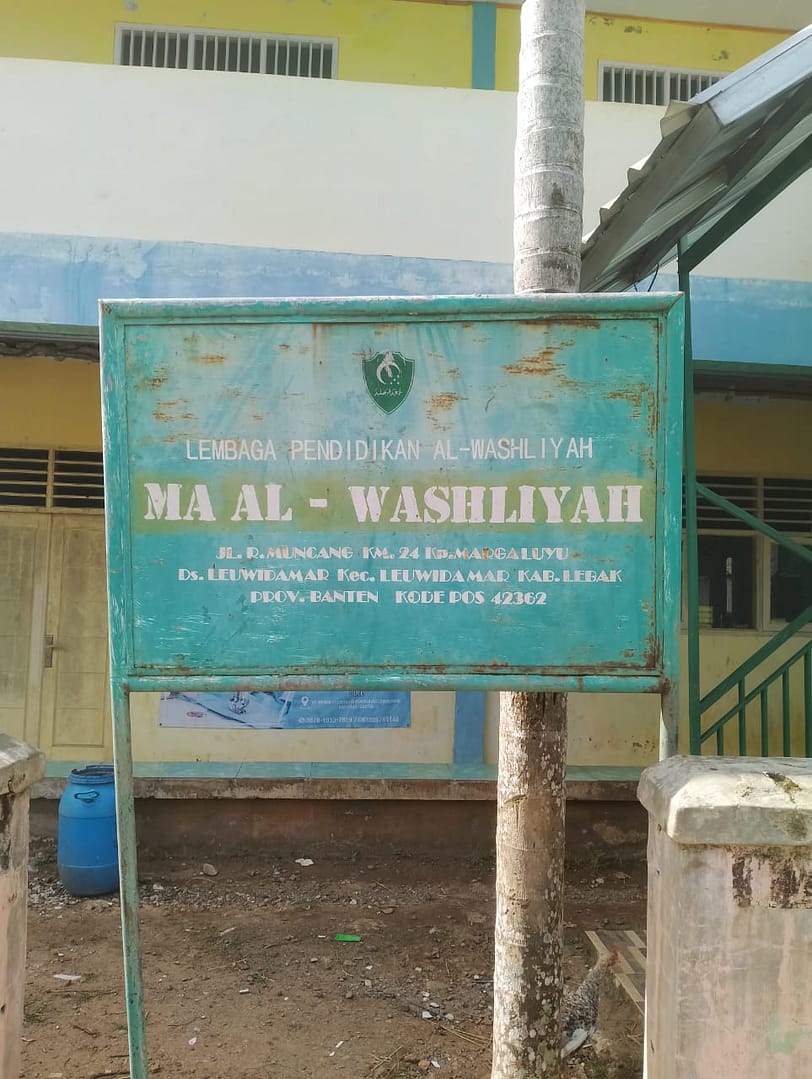 LEMBAGA PENDIDIKAN AL-WASHLIYAH
MA AL - WASHLIYAH
JL. R. MUNCANG KM. 24 Kp.MARGALUYU
Ds. LEUWIDAMAR Kec. LEUWIDAMAR KAB. LEBAK
PROV. BANTEN KODE POS 42362